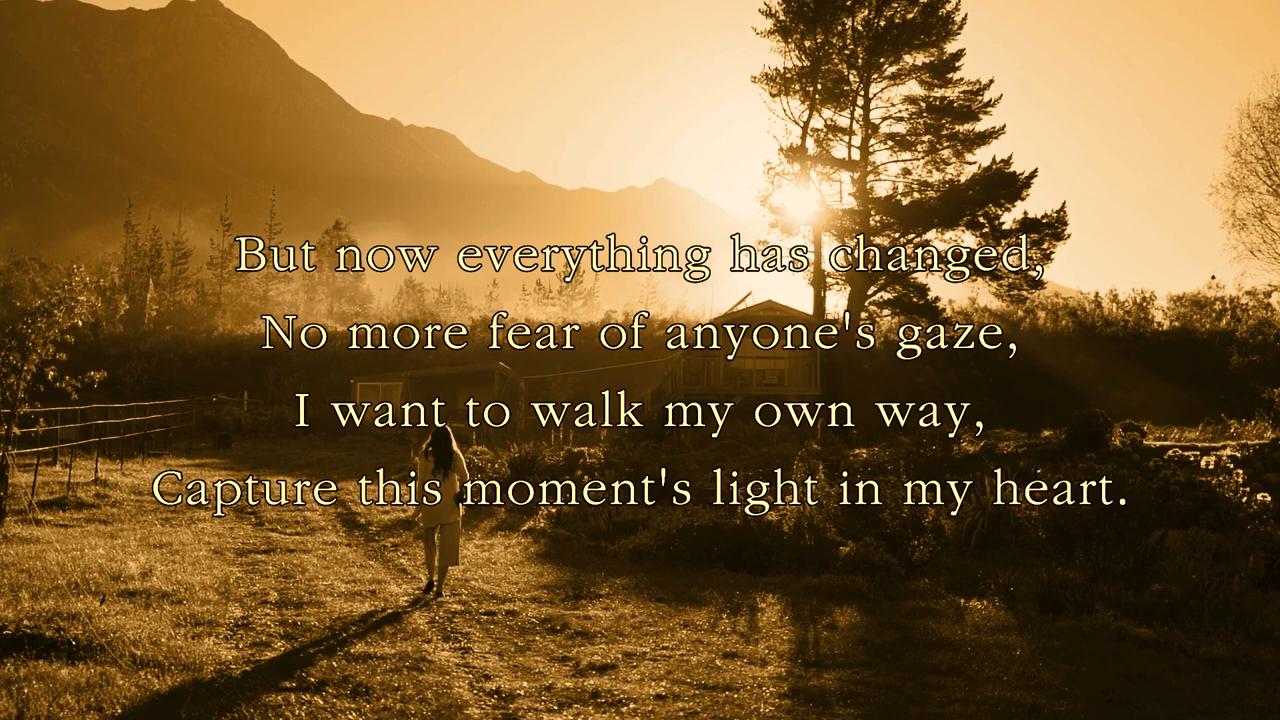 But now everything has changed,
No more fear of anyone's gaze,
I want to walk my own way,
Capture this moment's light in my heart.